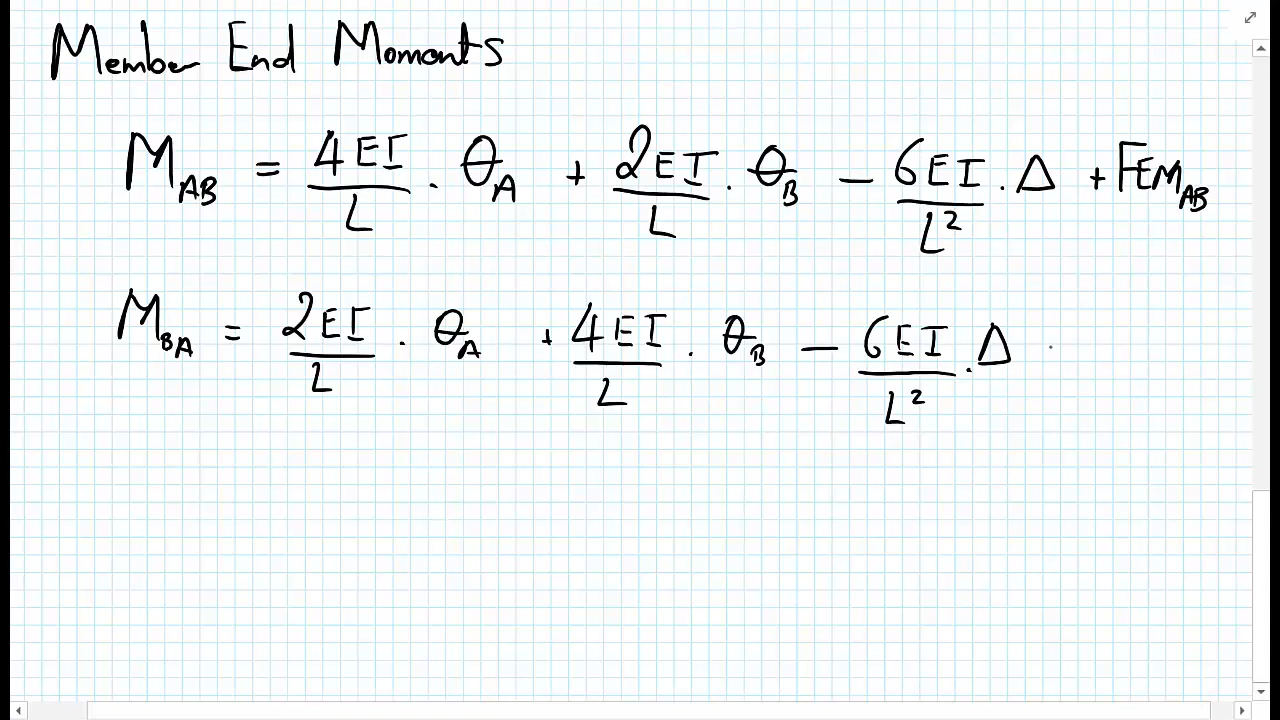 Member End Moments
M_AB = 4EI/L . θ_A + 2EI/L . θ_B − 6EI/L² . Δ + FEM_AB
M_BA = 2EI/L . θ_A + 4EI/L . θ_B − 6EI/L² . Δ